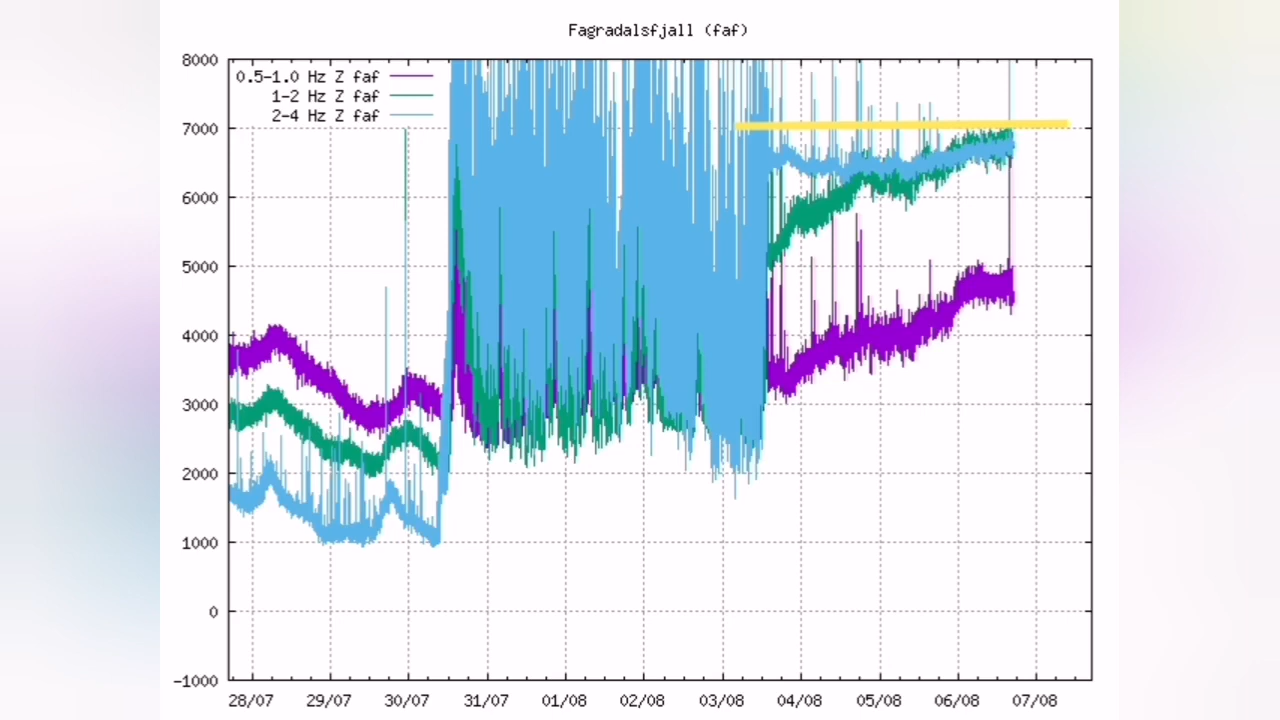 Fagradalsfjall (faf)
8000
0.5-1.0 Hz Z faf
1-2 Hz Z faf
2-4 Hz Z faf
7000
6000
5000
4000
3000
2000
1000
0
-1000
28/07 29/07 30/07 31/07 01/08 02/08 03/08 04/08 05/08 06/08 07/08